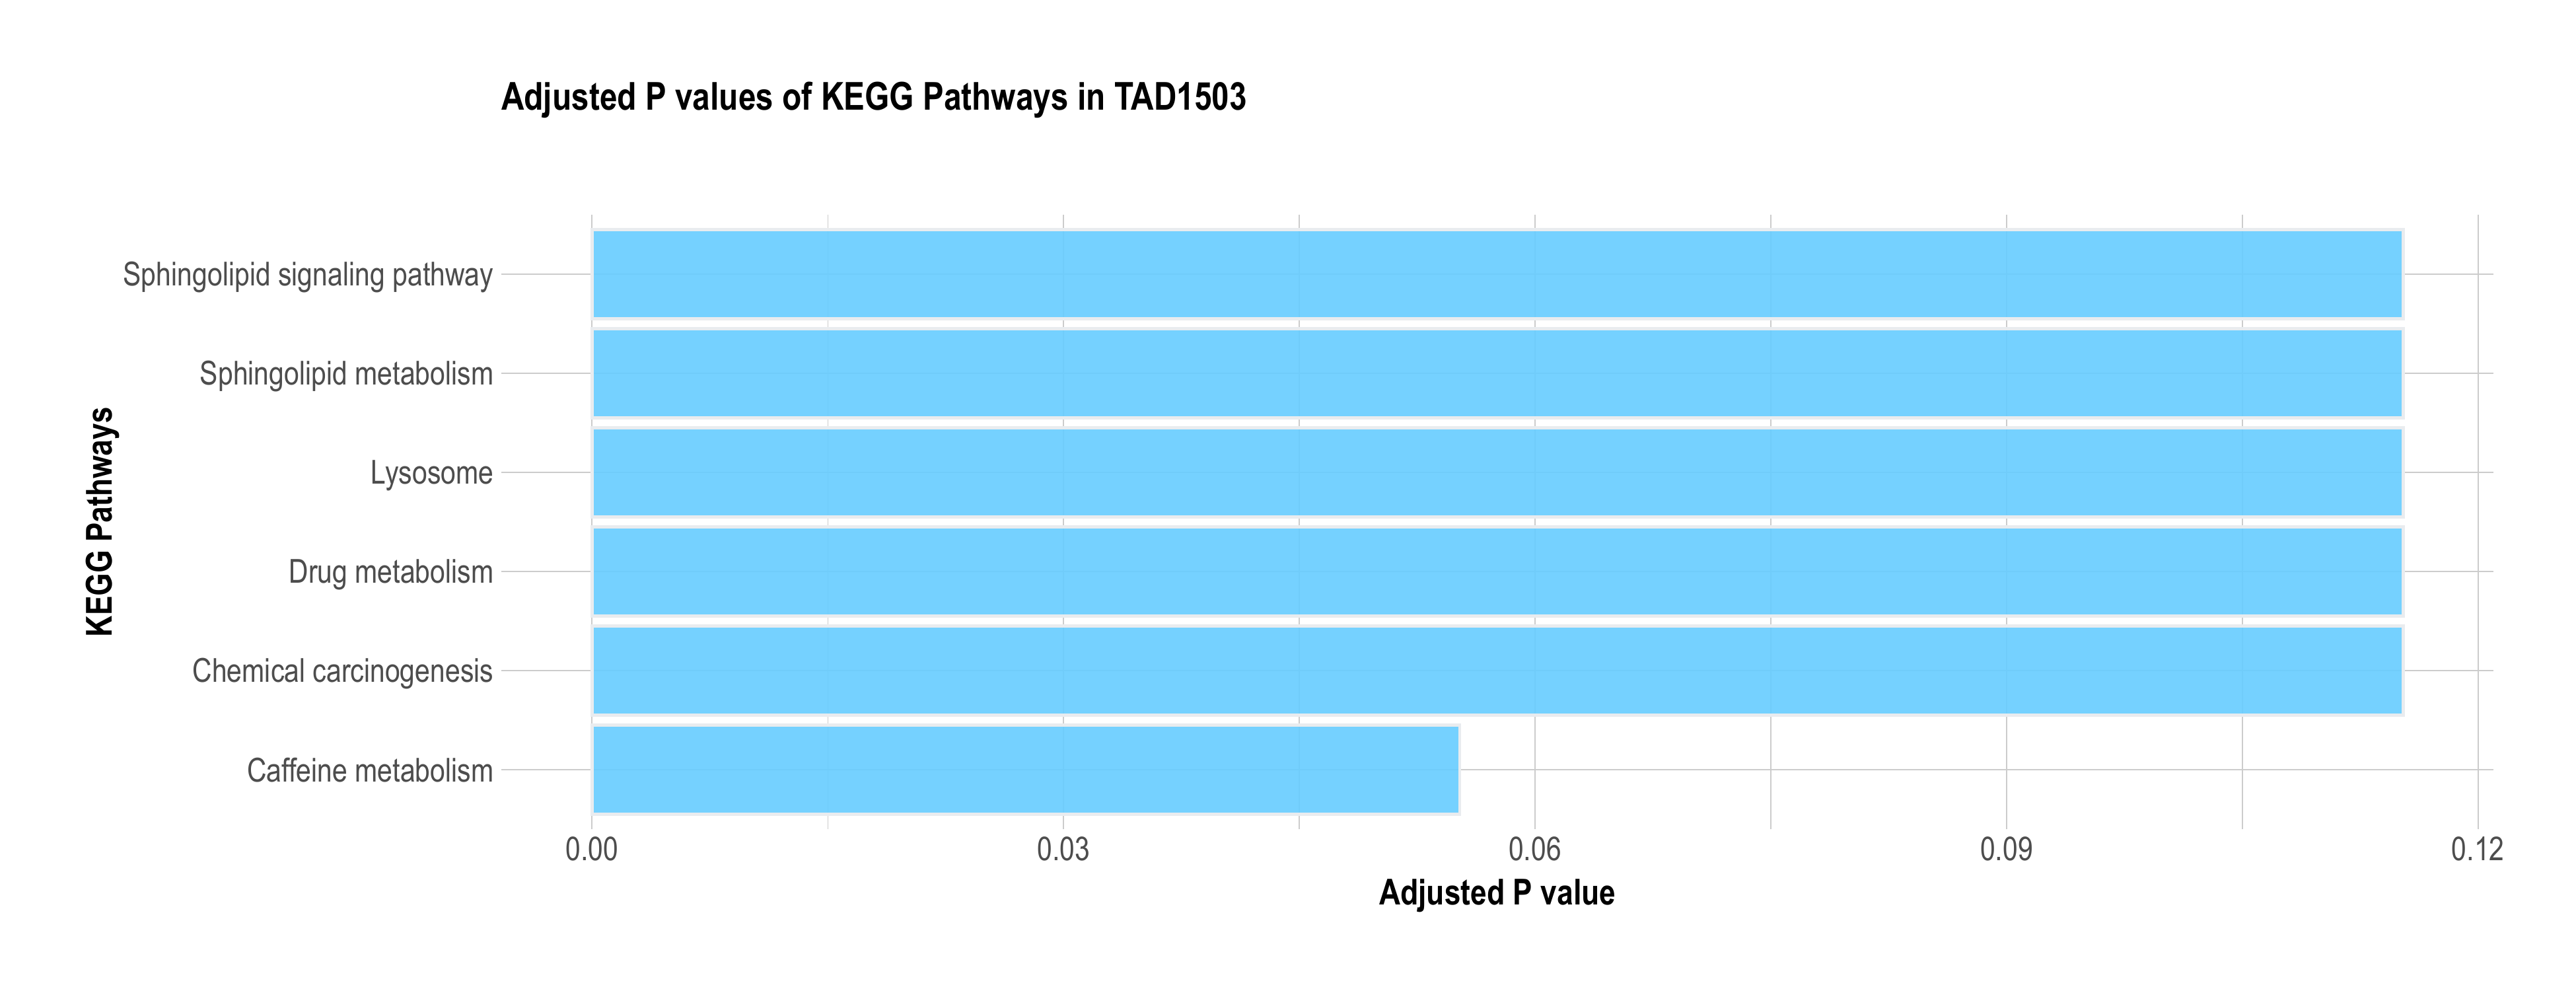 Adjusted P values of KEGG Pathways in TAD1503
KEGG Pathways
Sphingolipid signaling pathway
Sphingolipid metabolism
Lysosome
Drug metabolism
Chemical carcinogenesis
Caffeine metabolism
0.00 0.03 0.06 0.09 0.12
Adjusted P value